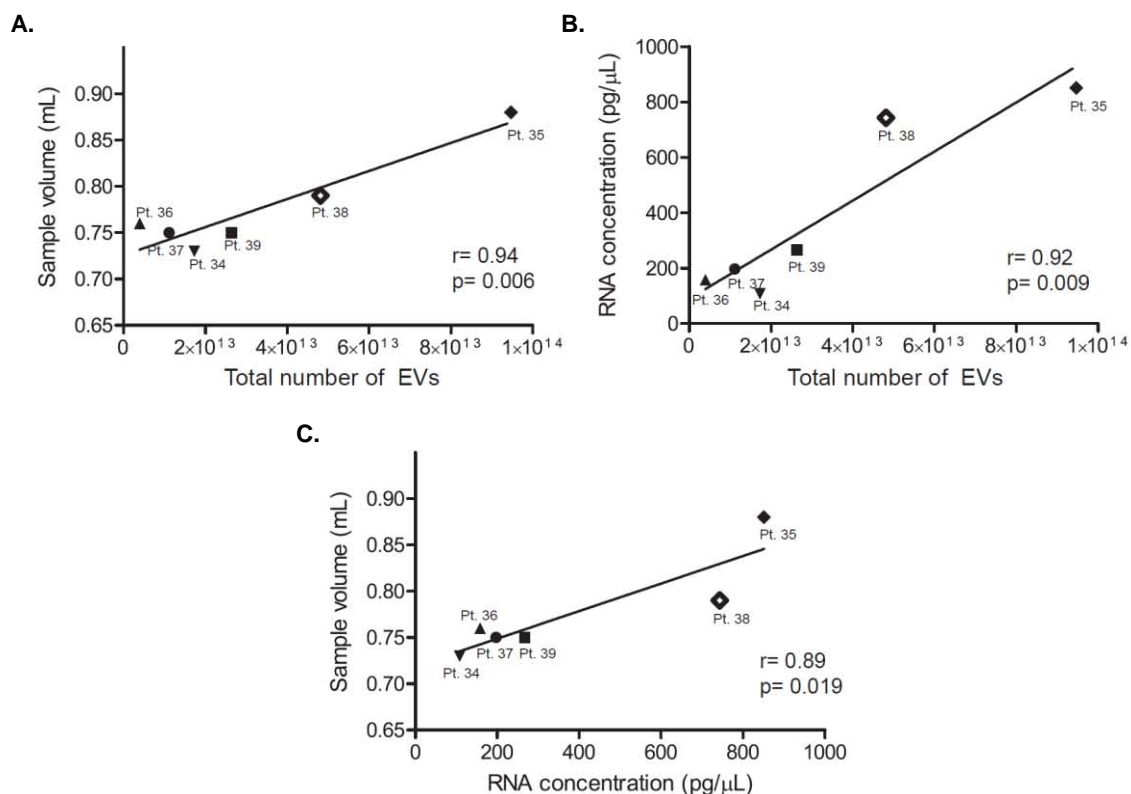 A.
Sample volume (mL)
0.90
0.85
0.80
0.75
0.70
0.65
Pt. 35
Pt. 36
Pt. 38
Pt. 37
Pt. 39
Pt. 34
r= 0.94
p= 0.006
0
2×10¹³
4×10¹³
6×10¹³
8×10¹³
1×10¹⁴
Total number of EVs
B.
RNA concentration (pg/µL)
1000
800
600
400
200
0
Pt. 35
Pt. 38
Pt. 39
Pt. 37
Pt. 36
Pt. 34
r= 0.92
p= 0.009
0
2×10¹³
4×10¹³
6×10¹³
8×10¹³
1×10¹⁴
Total number of EVs
C.
Sample volume (mL)
0.90
0.85
0.80
0.75
0.70
0.65
Pt. 35
Pt. 36
Pt. 38
Pt. 37
Pt. 39
Pt. 34
r= 0.89
p= 0.019
0
200
400
600
800
1000
RNA concentration (pg/µL)